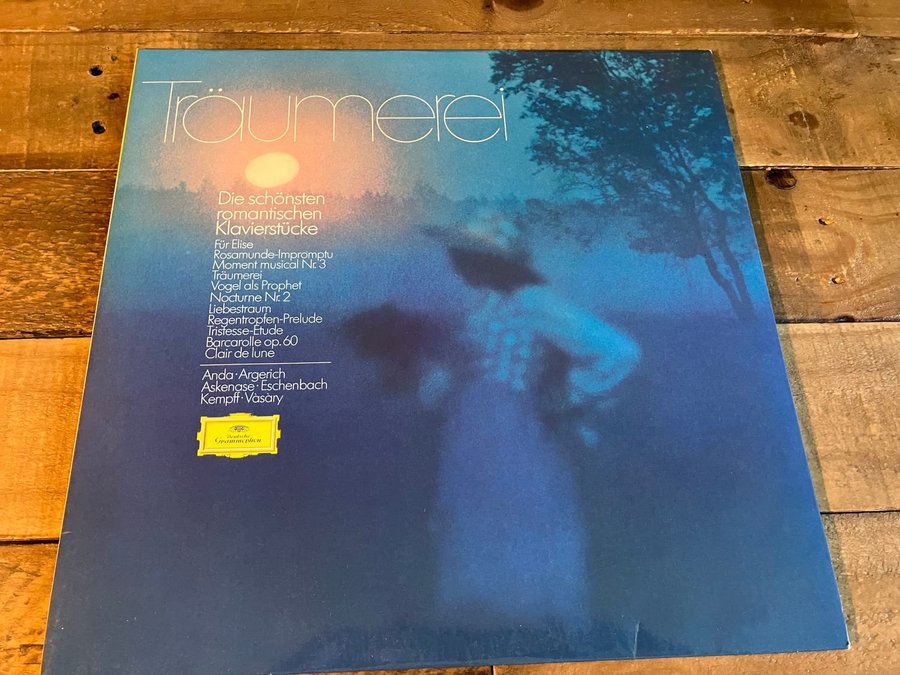 Träumerei
Die schönsten
romantischen
Klavierstücke
Für Elise
Rosamunde-Impromptu
Moment musical Nr. 3
Träumerei
Vogel als Prophet
Nocturne Nr. 2
Liebestraum
Regentropfen-Prelude
Tristesse-Etude
Barcarolle op. 60
Clair de lune
Anda · Argerich
Askenase · Eschenbach
Kempff · Vásáry
Deutsche
Grammophon